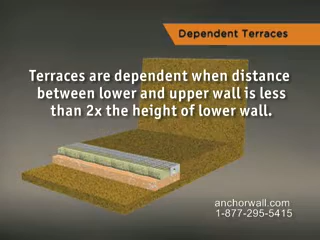 Dependent Terraces
Terraces are dependent when distance
between lower and upper wall is less
than 2x the height of lower wall.
anchorwall.com
1-877-295-5415